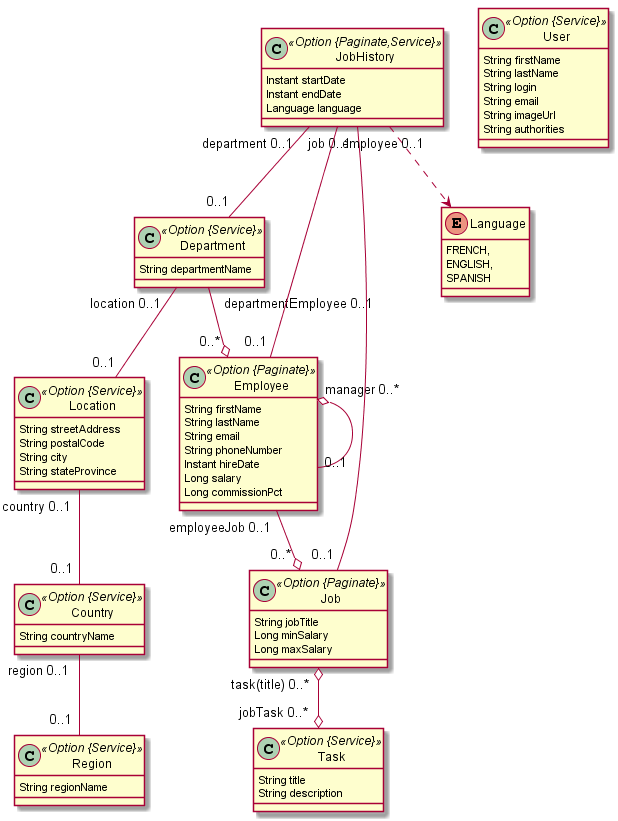 C «Option {Paginate,Service}»
JobHistory
Instant startDate
Instant endDate
Language language
C «Option {Service}»
User
String firstName
String lastName
String login
String email
String imageUrl
String authorities
department 0..1
job 0..1
employee 0..1
0..1
E Language
FRENCH,
ENGLISH,
SPANISH
C «Option {Service}»
Department
String departmentName
location 0..1
departmentEmployee 0..1
0..1
0..*
0..1
C «Option {Service}»
Location
String streetAddress
String postalCode
String city
String stateProvince
C «Option {Paginate}»
Employee
String firstName
String lastName
String email
String phoneNumber
Instant hireDate
Long salary
Long commissionPct
manager 0..*
0..1
country 0..1
employeeJob 0..1
0..1
0..*
0..1
C «Option {Service}»
Country
String countryName
C «Option {Paginate}»
Job
String jobTitle
Long minSalary
Long maxSalary
region 0..1
task(title) 0..*
0..1
jobTask 0..*
C «Option {Service}»
Region
String regionName
C «Option {Service}»
Task
String title
String description